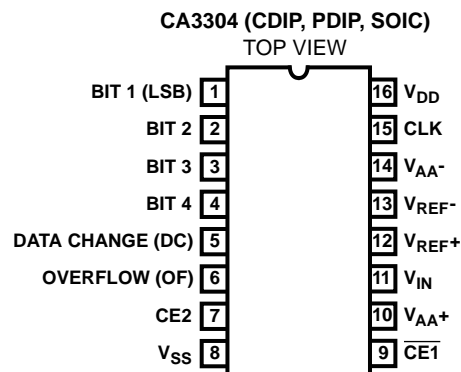 CA3304 (CDIP, PDIP, SOIC)
TOP VIEW
BIT 1 (LSB) 1 16 VDD
BIT 2 2 15 CLK
BIT 3 3 14 VAA-
BIT 4 4 13 VREF-
DATA CHANGE (DC) 5 12 VREF+
OVERFLOW (OF) 6 11 VIN
CE2 7 10 VAA+
VSS 8 9 C̅E̅1̅